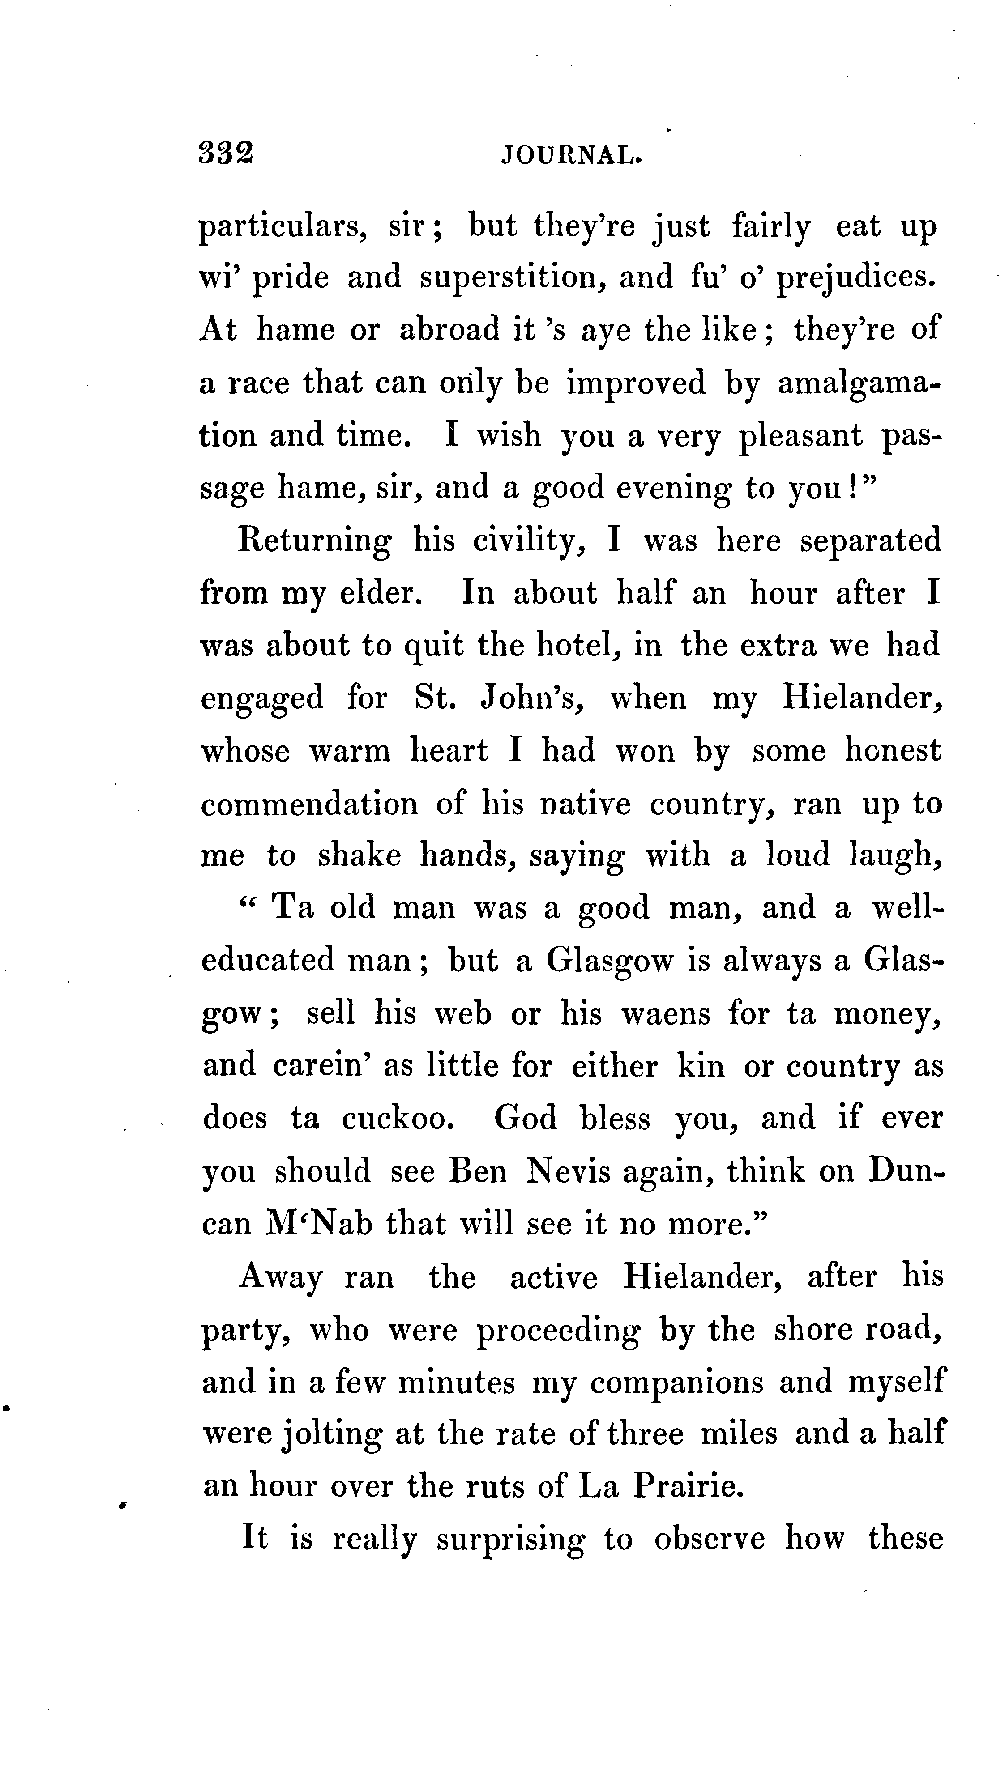 332 JOURNAL.
particulars, sir; but they're just fairly eat up
wi' pride and superstition, and fu' o' prejudices.
At hame or abroad it 's aye the like; they're of
a race that can only be improved by amalgama-
tion and time. I wish you a very pleasant pas-
sage hame, sir, and a good evening to you!"
Returning his civility, I was here separated
from my elder. In about half an hour after I
was about to quit the hotel, in the extra we had
engaged for St. John's, when my Hielander,
whose warm heart I had won by some honest
commendation of his native country, ran up to
me to shake hands, saying with a loud laugh,
" Ta old man was a good man, and a well-
educated man; but a Glasgow is always a Glas-
gow; sell his web or his waens for ta money,
and carein' as little for either kin or country as
does ta cuckoo. God bless you, and if ever
you should see Ben Nevis again, think on Dun-
can M'Nab that will see it no more."
Away ran the active Hielander, after his
party, who were proceeding by the shore road,
and in a few minutes my companions and myself
were jolting at the rate of three miles and a half
an hour over the ruts of La Prairie.
It is really surprising to observe how these